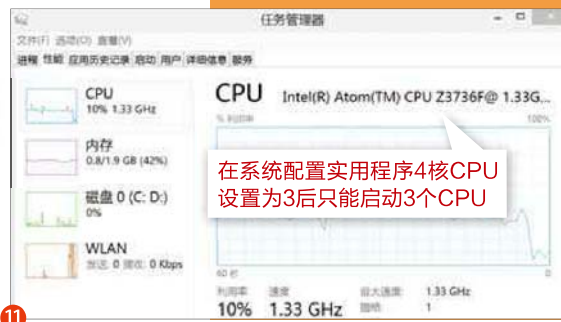 任务管理器
文件(F) 选项(O) 查看(V)
进程 性能 应用历史记录 启动 用户 详细信息 服务
CPU
10% 1.33 GHz
内存
0.8/1.9 GB (42%)
磁盘 0 (C: D:)
0%
WLAN
发送: 0 接收: 0 Kbps
CPU Intel(R) Atom(TM) CPU Z3736F@ 1.33G...
% 利用率 100%
在系统配置实用程序4核CPU
设置为3后只能启动3个CPU
60 秒 0
利用率 速度 最大速度: 1.33 GHz
10% 1.33 GHz 插槽: 1
11